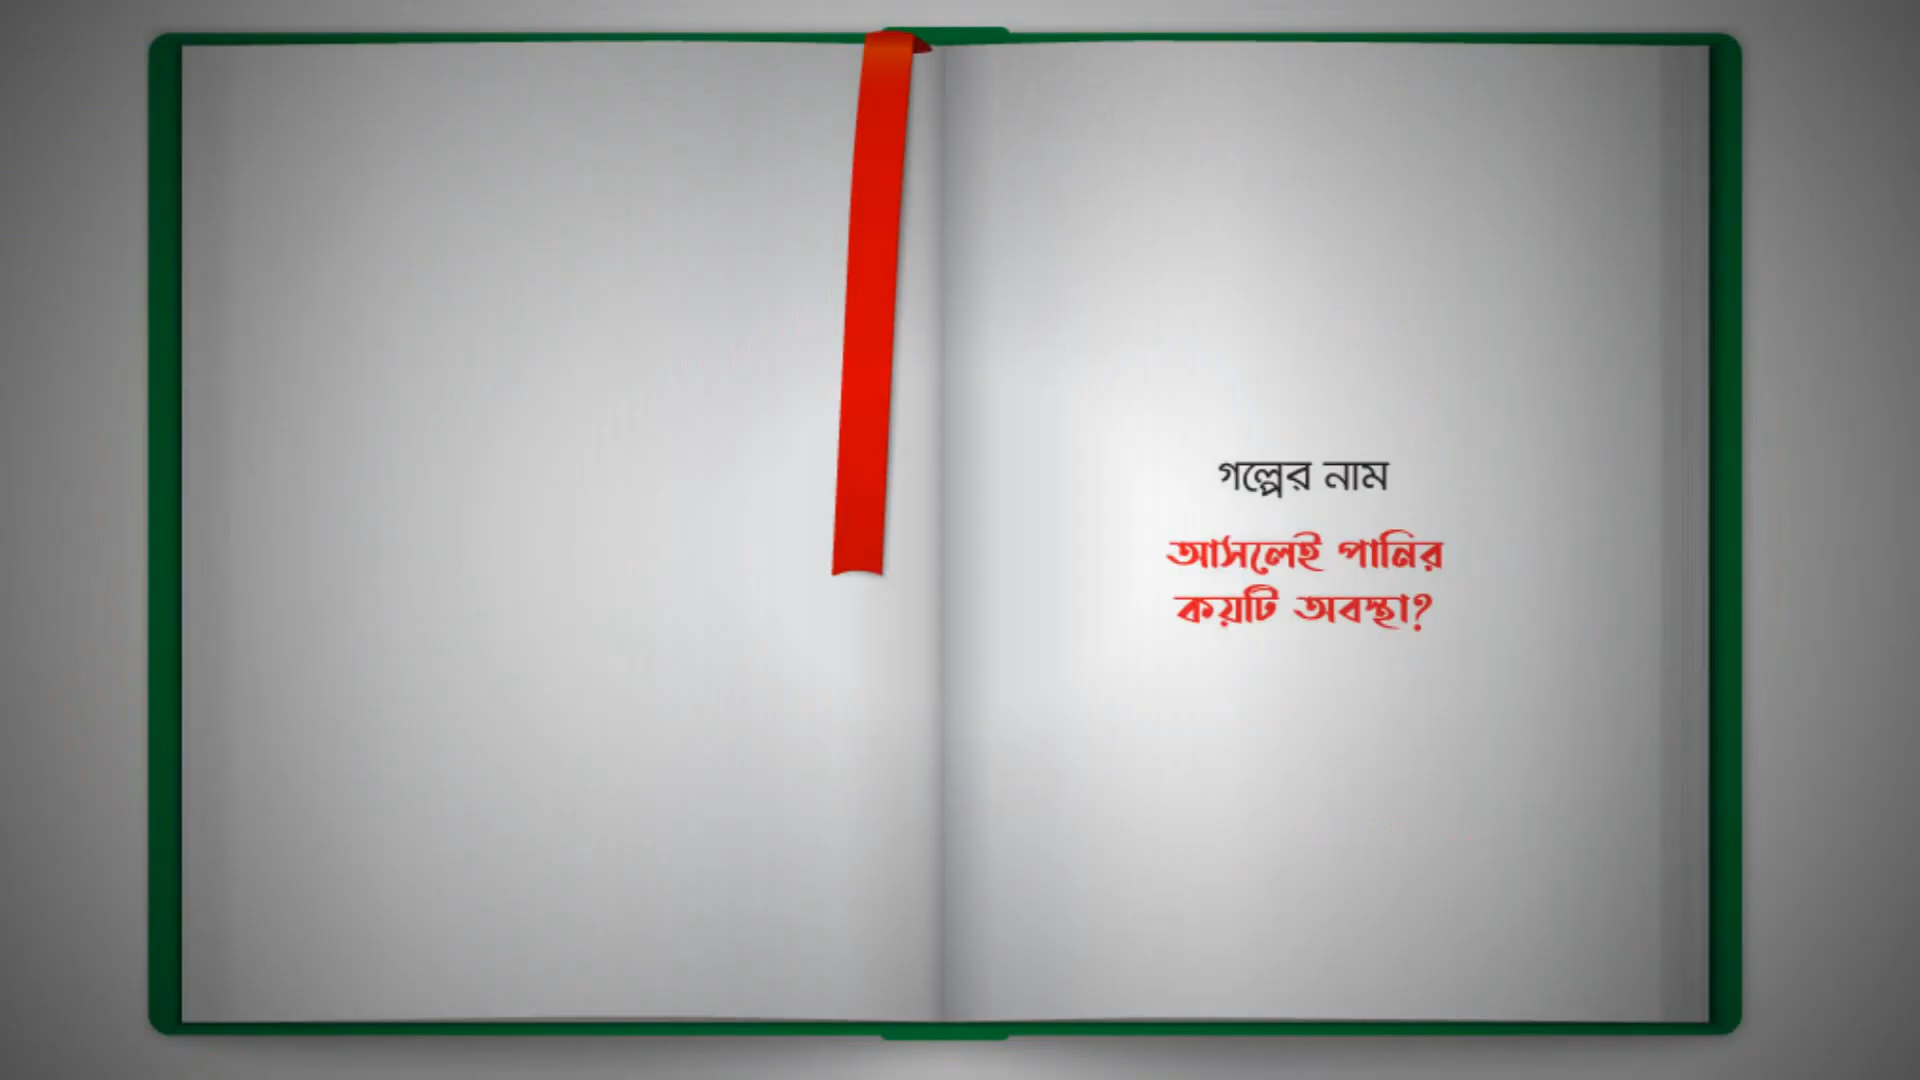 গল্পের নাম
আসলেই পানির
কয়টি অবস্থা?